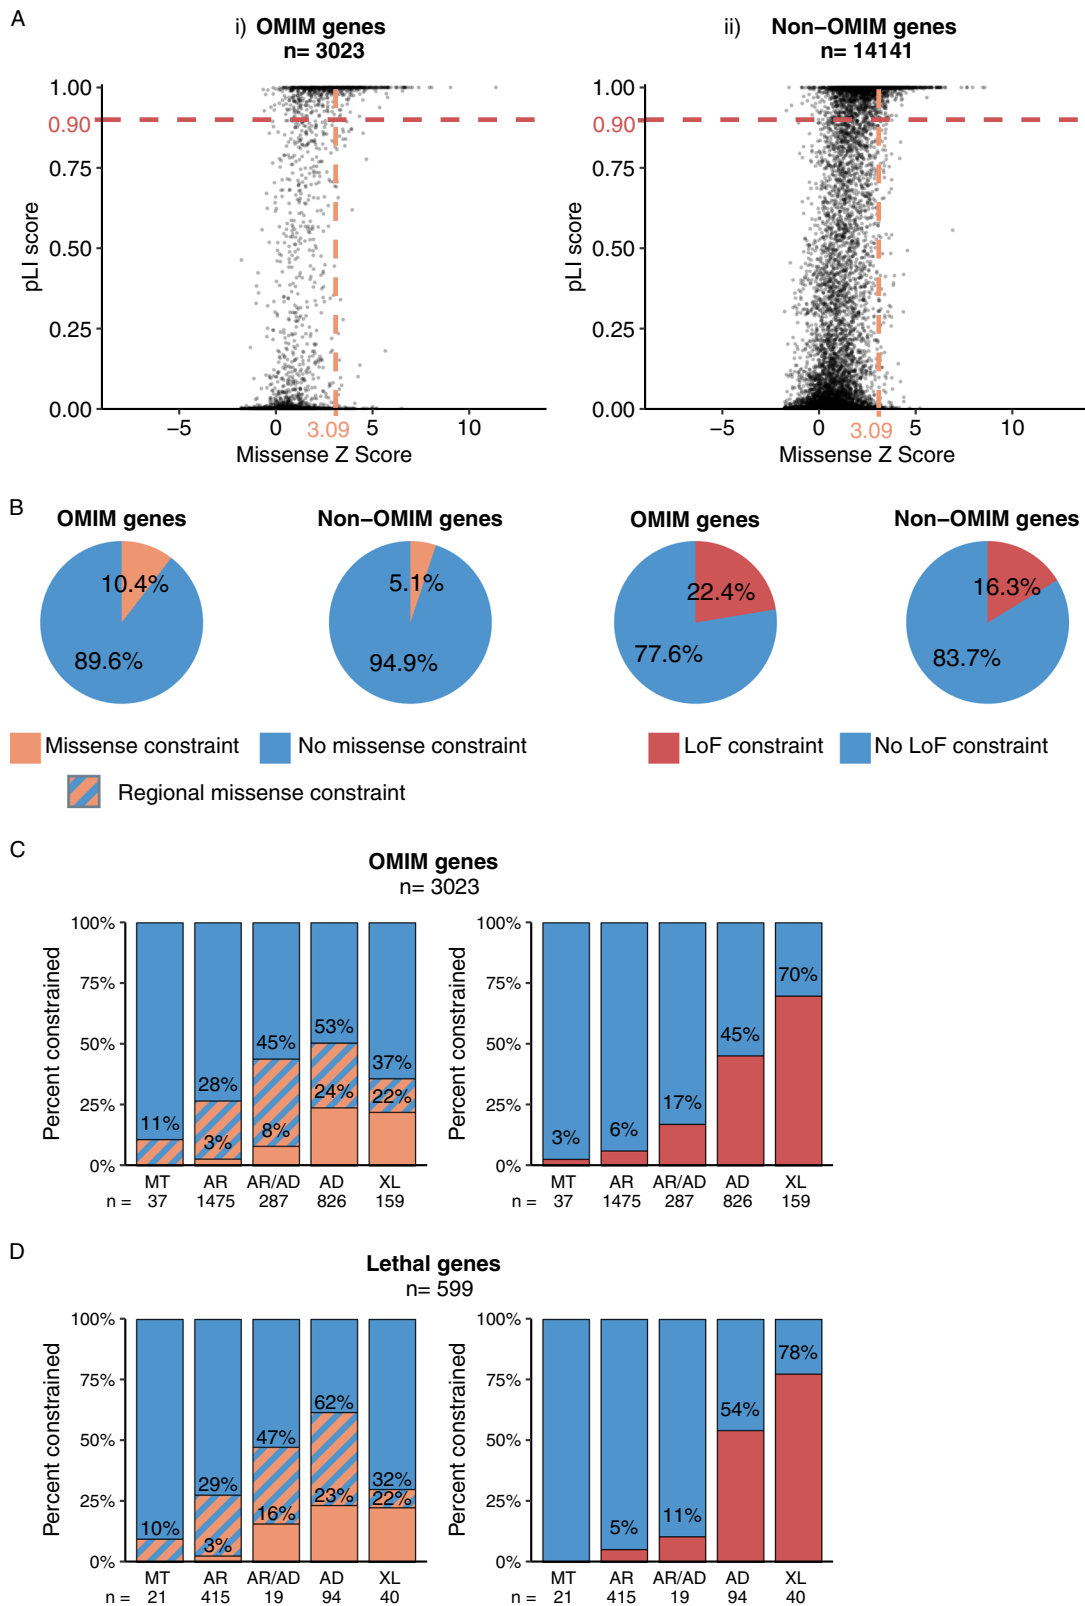 A
i) OMIM genes
n= 3023
ii) Non−OMIM genes
n= 14141
1.00
0.90
0.75
0.50
0.25
0.00
pLI score
−5 0 3.09 5 10
Missense Z Score
1.00
0.90
0.75
0.50
0.25
0.00
pLI score
−5 0 3.09 5 10
Missense Z Score
B
OMIM genes
10.4%
89.6%
Non−OMIM genes
5.1%
94.9%
OMIM genes
22.4%
77.6%
Non−OMIM genes
16.3%
83.7%
Missense constraint
No missense constraint
Regional missense constraint
LoF constraint
No LoF constraint
C
OMIM genes
n= 3023
Percent constrained
100%
75%
50%
25%
0%
11%
28%
3%
45%
8%
53%
24%
37%
22%
MT AR AR/AD AD XL
n = 37 1475 287 826 159
Percent constrained
100%
75%
50%
25%
0%
3%
6%
17%
45%
70%
MT AR AR/AD AD XL
n = 37 1475 287 826 159
D
Lethal genes
n= 599
Percent constrained
100%
75%
50%
25%
0%
10%
29%
3%
47%
16%
62%
23%
32%
22%
MT AR AR/AD AD XL
n = 21 415 19 94 40
Percent constrained
100%
75%
50%
25%
0%
5%
11%
54%
78%
MT AR AR/AD AD XL
n = 21 415 19 94 40